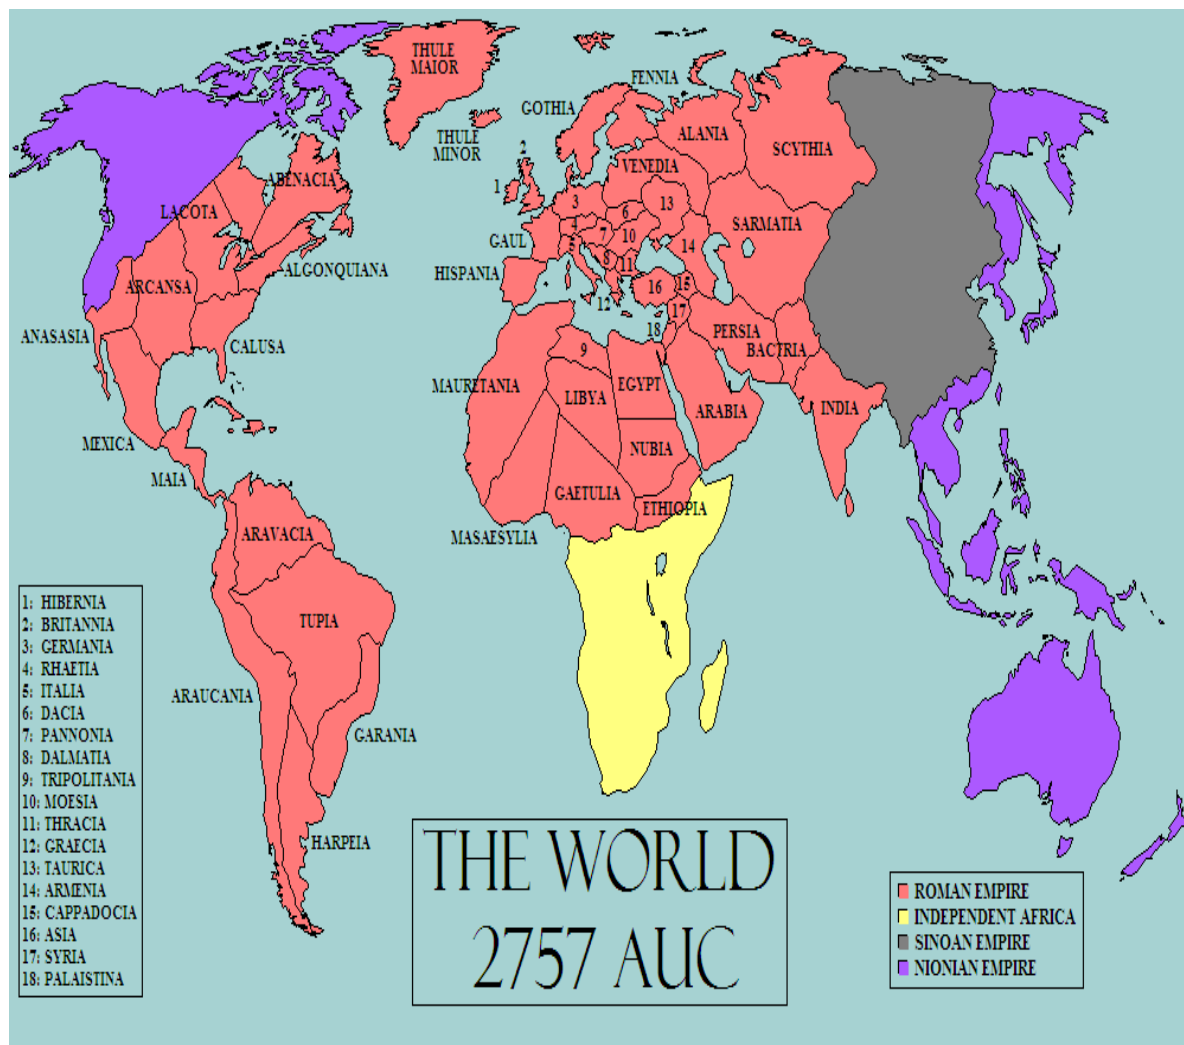 THULE
MAIOR
FENNIA
GOTHIA
THULE
MINOR
ALANIA
SCYTHIA
2
VENEDIA
ABENACIA
1
3
13
LACOTA
6
SARMATIA
4
7
10
GAUL
5
14
8
11
ALGONQUIANA
HISPANIA
ARCANSA
15
16
12
17
18
ANASASIA
CALUSA
PERSIA
BACTRIA
9
MAURETANIA
EGYPT
LIBYA
ARABIA
INDIA
MEXICA
NUBIA
MAIA
GAETULIA
ETHIOPIA
ARAVACIA
MASAESYLIA
TUPIA
ARAUCANIA
GARANIA
HARPEIA
1: HIBERNIA
2: BRITANNIA
3: GERMANIA
4: RHAETIA
5: ITALIA
6: DACIA
7: PANNONIA
8: DALMATIA
9: TRIPOLITANIA
10: MOESIA
11: THRACIA
12: GRAECIA
13: TAURICA
14: ARMENIA
15: CAPPADOCIA
16: ASIA
17: SYRIA
18: PALAISTINA
THE WORLD
2757 AUC
ROMAN EMPIRE
INDEPENDENT AFRICA
SINOAN EMPIRE
NIONIAN EMPIRE